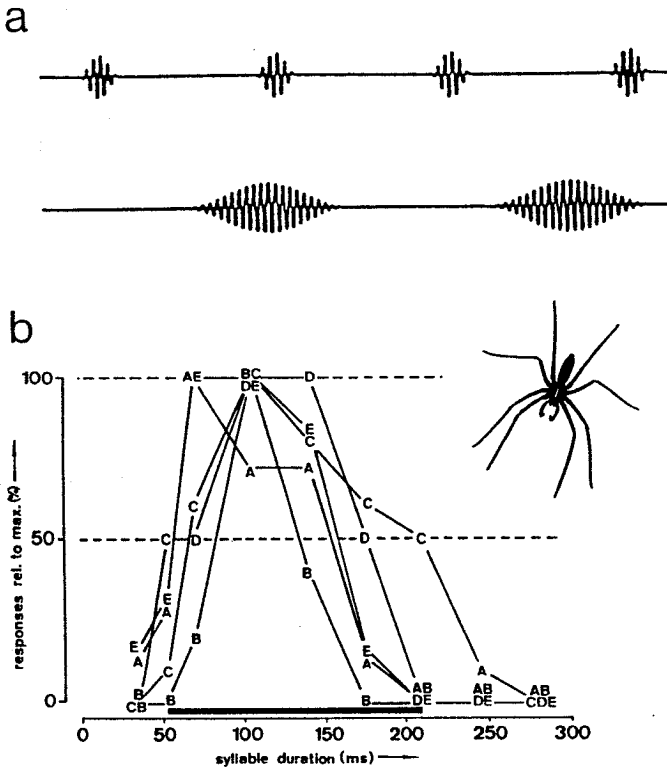 a
b
100
AE
BC
DE
D
E
C
A
A
C
C
50
C
D
D
C
B
E
A
B
E
A
C
E
A
A
B
CB
B
B
AB
DE
AB
DE
AB
CDE
0
responses rel. to max. (%)
0
50
100
150
200
250
300
syllable duration (ms)